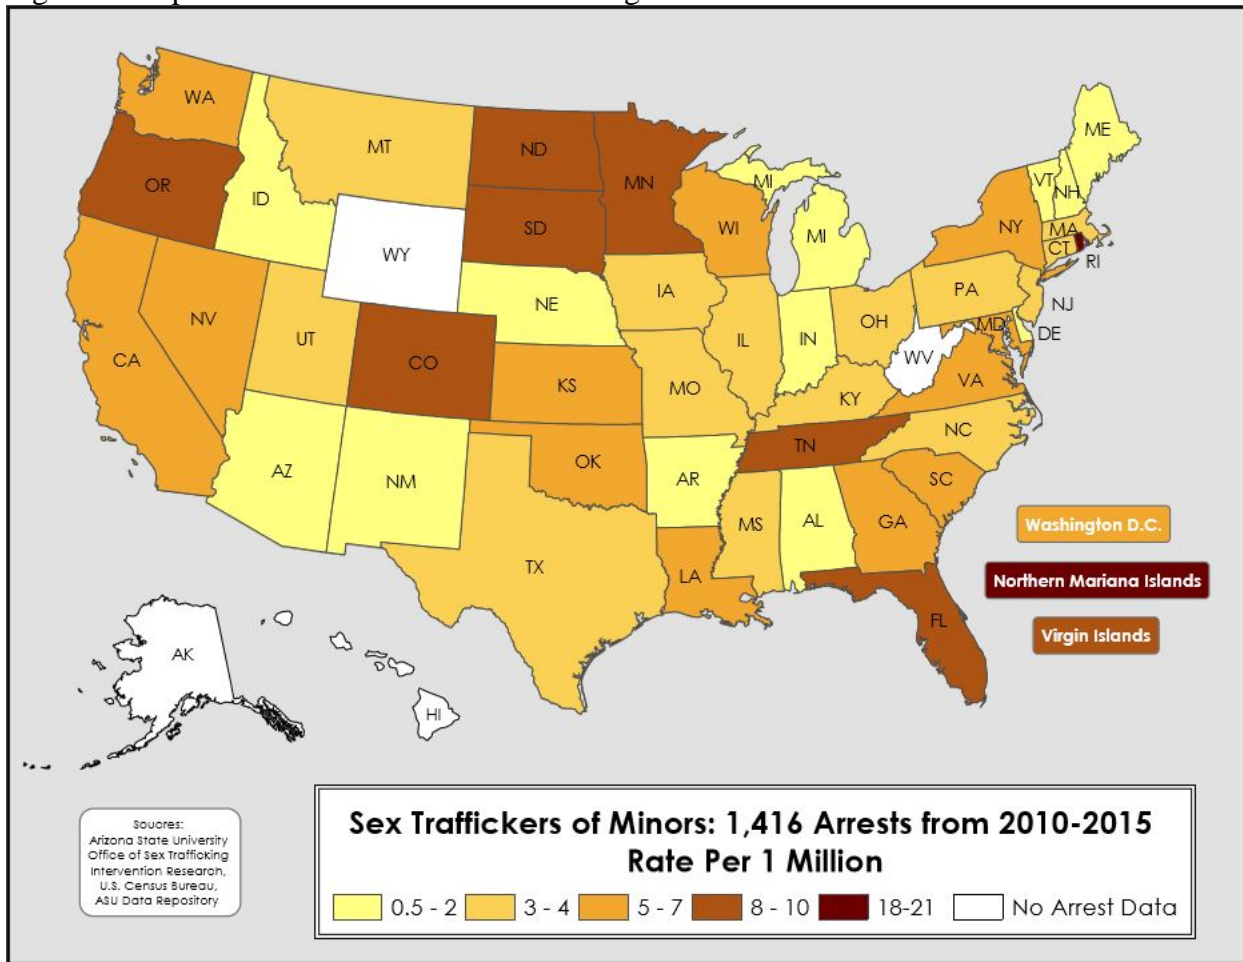 WA
ME
MT
ND
OR
MN
MI
VT
NH
ID
SD
WI
NY
MA
MI
CT
WY
RI
IA
PA
NE
NJ
NV
OH
UT
IL
IN
MD
DE
CA
CO
WV
KS
MO
VA
KY
NC
TN
OK
AZ
NM
AR
SC
MS
AL
GA
Washington D.C.
TX
LA
Northern Mariana Islands
FL
Virgin Islands
AK
HI
Souores:
Arizona State University
Office of Sex Trafficking
Intervention Research,
U.S. Census Bureau,
ASU Data Repository
Sex Traffickers of Minors: 1,416 Arrests from 2010-2015
Rate Per 1 Million
0.5 - 2 3 - 4 5 - 7 8 - 10 18-21 No Arrest Data